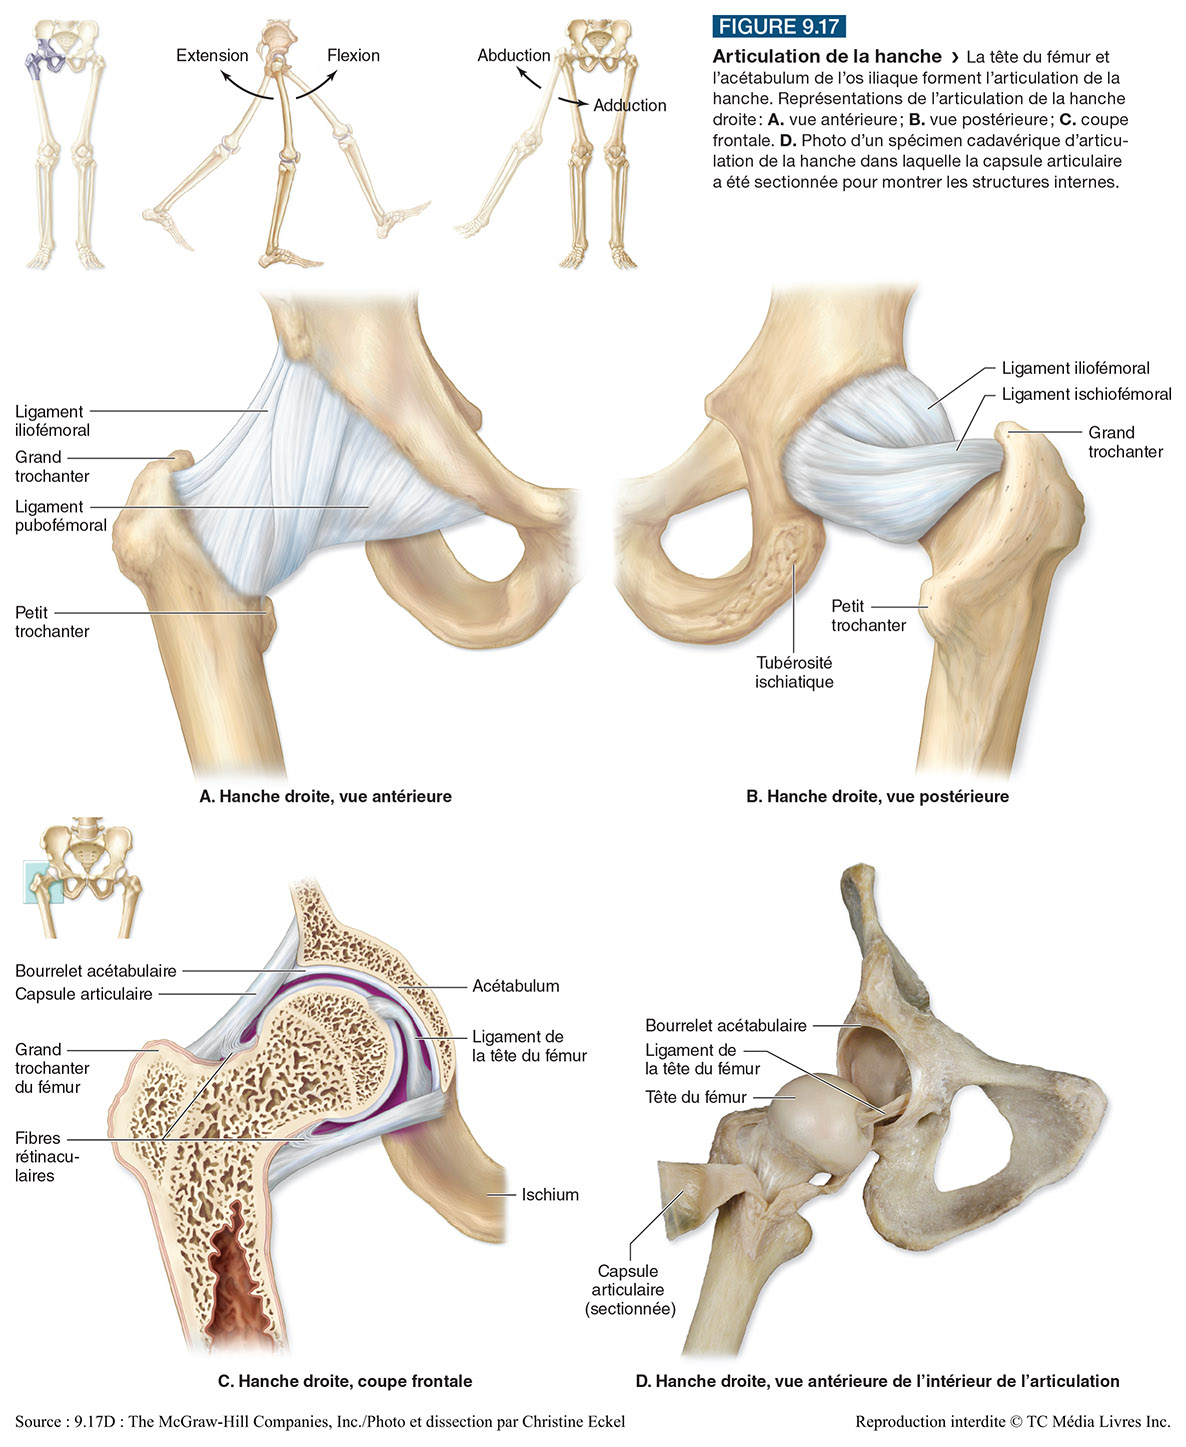 FIGURE 9.17
Articulation de la hanche › La tête du fémur et
l’acétabulum de l’os iliaque forment l’articulation de la
hanche. Représentations de l’articulation de la hanche
droite : A. vue antérieure ; B. vue postérieure ; C. coupe
frontale. D. Photo d’un spécimen cadavérique d’articu-
lation de la hanche dans laquelle la capsule articulaire
a été sectionnée pour montrer les structures internes.
Extension
Flexion
Abduction
Adduction
Ligament
iliofémoral
Grand
trochanter
Ligament
pubofémoral
Petit
trochanter
A. Hanche droite, vue antérieure
Ligament iliofémoral
Ligament ischiofémoral
Grand
trochanter
Petit
trochanter
Tubérosité
ischiatique
B. Hanche droite, vue postérieure
Bourrelet acétabulaire
Capsule articulaire
Grand
trochanter
du fémur
Fibres
rétinacu-
laires
Acétabulum
Ligament de
la tête du fémur
Ischium
C. Hanche droite, coupe frontale
Bourrelet acétabulaire
Ligament de
la tête du fémur
Tête du fémur
Capsule
articulaire
(sectionnée)
D. Hanche droite, vue antérieure de l’intérieur de l’articulation
Source : 9.17D : The McGraw-Hill Companies, Inc./Photo et dissection par Christine Eckel
Reproduction interdite © TC Média Livres Inc.